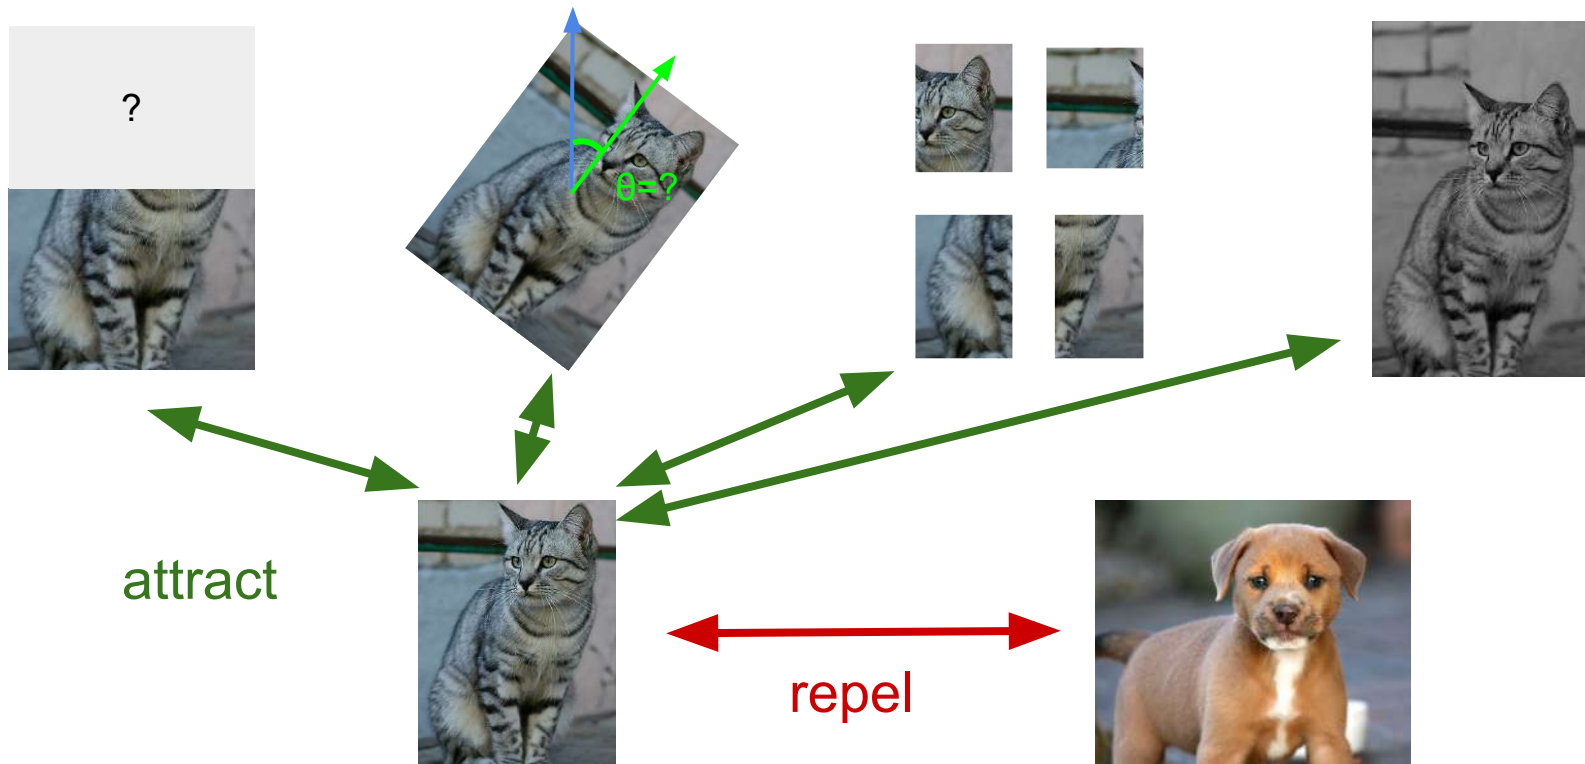 ?
θ=?
attract
repel